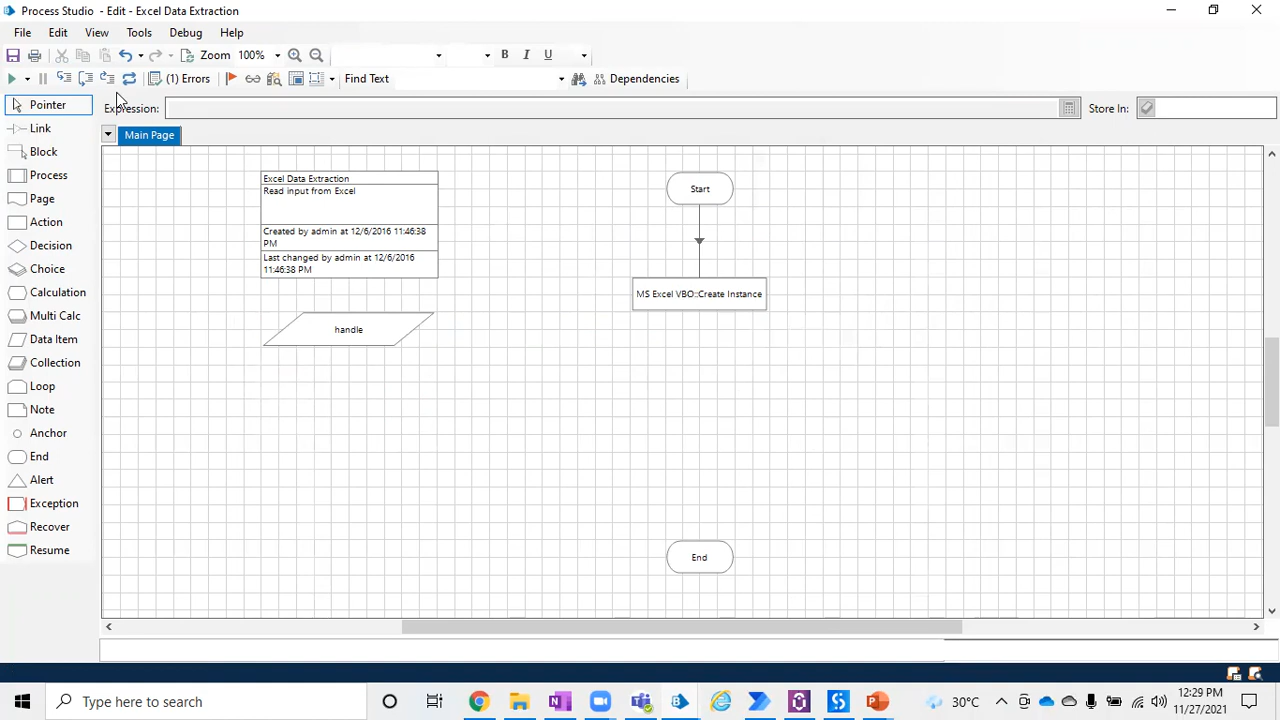 Process Studio - Edit - Excel Data Extraction
File Edit View Tools Debug Help
Zoom 100% B I U
(1) Errors Find Text Dependencies
Pointer
Expression: Store In:
Link
Main Page
Block
Process
Page
Action
Decision
Choice
Calculation
Multi Calc
Data Item
Collection
Loop
Note
Anchor
End
Alert
Exception
Recover
Resume
Excel Data Extraction
Read input from Excel
Created by admin at 12/6/2016 11:46:38
PM
Last changed by admin at 12/6/2016
11:46:38 PM
handle
Start
MS Excel VBO::Create Instance
End
Type here to search
30°C
12:29 PM
11/27/2021